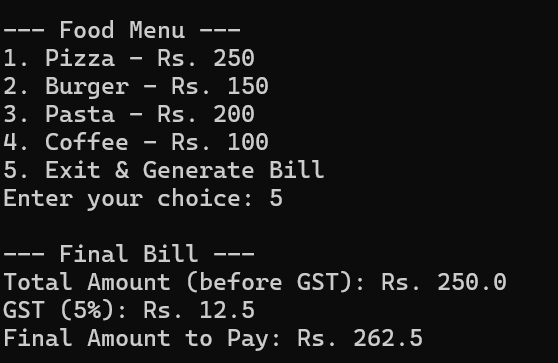 --- Food Menu ---
1. Pizza - Rs. 250
2. Burger - Rs. 150
3. Pasta - Rs. 200
4. Coffee - Rs. 100
5. Exit & Generate Bill
Enter your choice: 5
--- Final Bill ---
Total Amount (before GST): Rs. 250.0
GST (5%): Rs. 12.5
Final Amount to Pay: Rs. 262.5